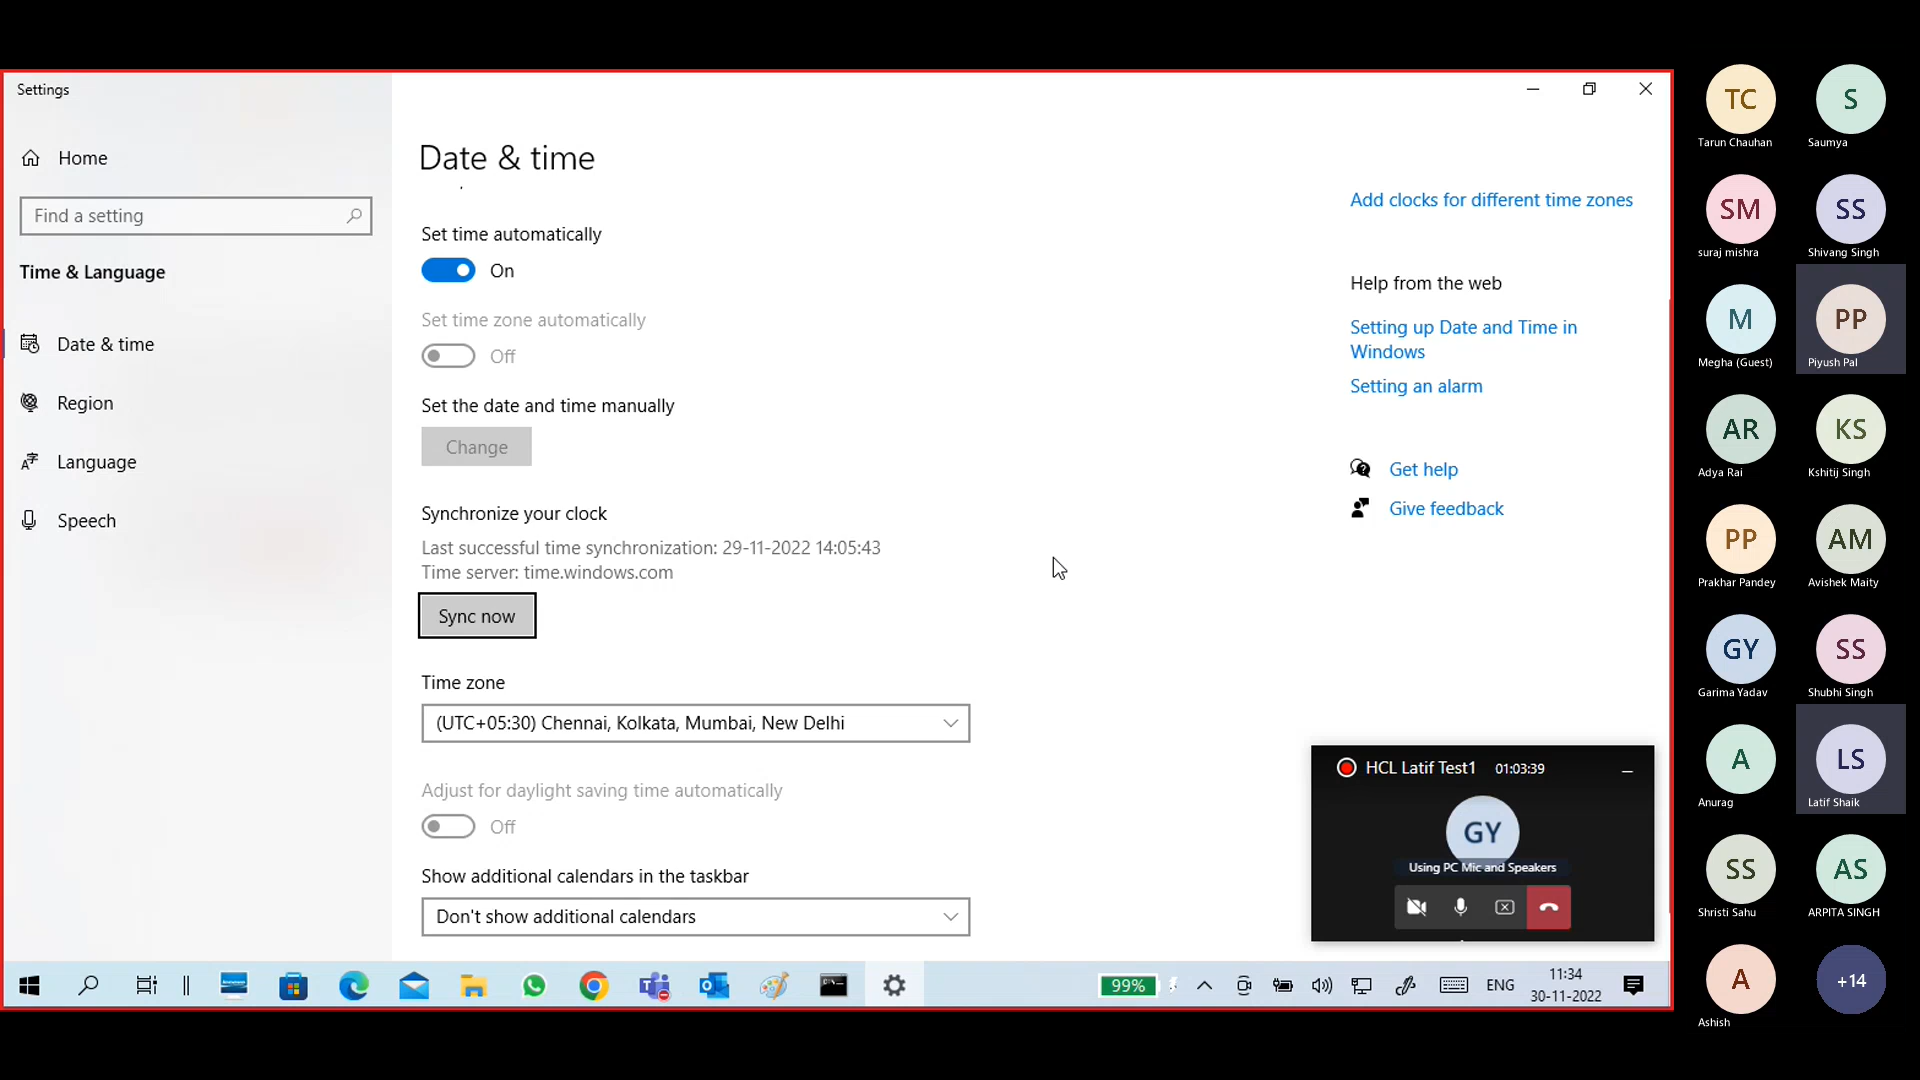 Settings
Home
Find a setting
Time & Language
Date & time
Region
Language
Speech
Date & time
Set time automatically
On
Set time zone automatically
Off
Set the date and time manually
Change
Synchronize your clock
Last successful time synchronization: 29-11-2022 14:05:43
Time server: time.windows.com
Sync now
Time zone
(UTC+05:30) Chennai, Kolkata, Mumbai, New Delhi
Adjust for daylight saving time automatically
Off
Show additional calendars in the taskbar
Don't show additional calendars
Add clocks for different time zones
Help from the web
Setting up Date and Time in
Windows
Setting an alarm
Get help
Give feedback
HCL Latif Test1 01:03:39
GY
Using PC Mic and Speakers
99%
ENG
11:34
30-11-2022
TC
Tarun Chauhan
S
Saumya
SM
suraj mishra
SS
Shivang Singh
M
Megha (Guest)
PP
Piyush Pal
AR
Adya Rai
KS
Kshitij Singh
PP
Prakhar Pandey
AM
Avishek Maity
GY
Garima Yadav
SS
Shubhi Singh
A
Anurag
LS
Latif Shaik
SS
Shristi Sahu
AS
ARPITA SINGH
A
Ashish
+14